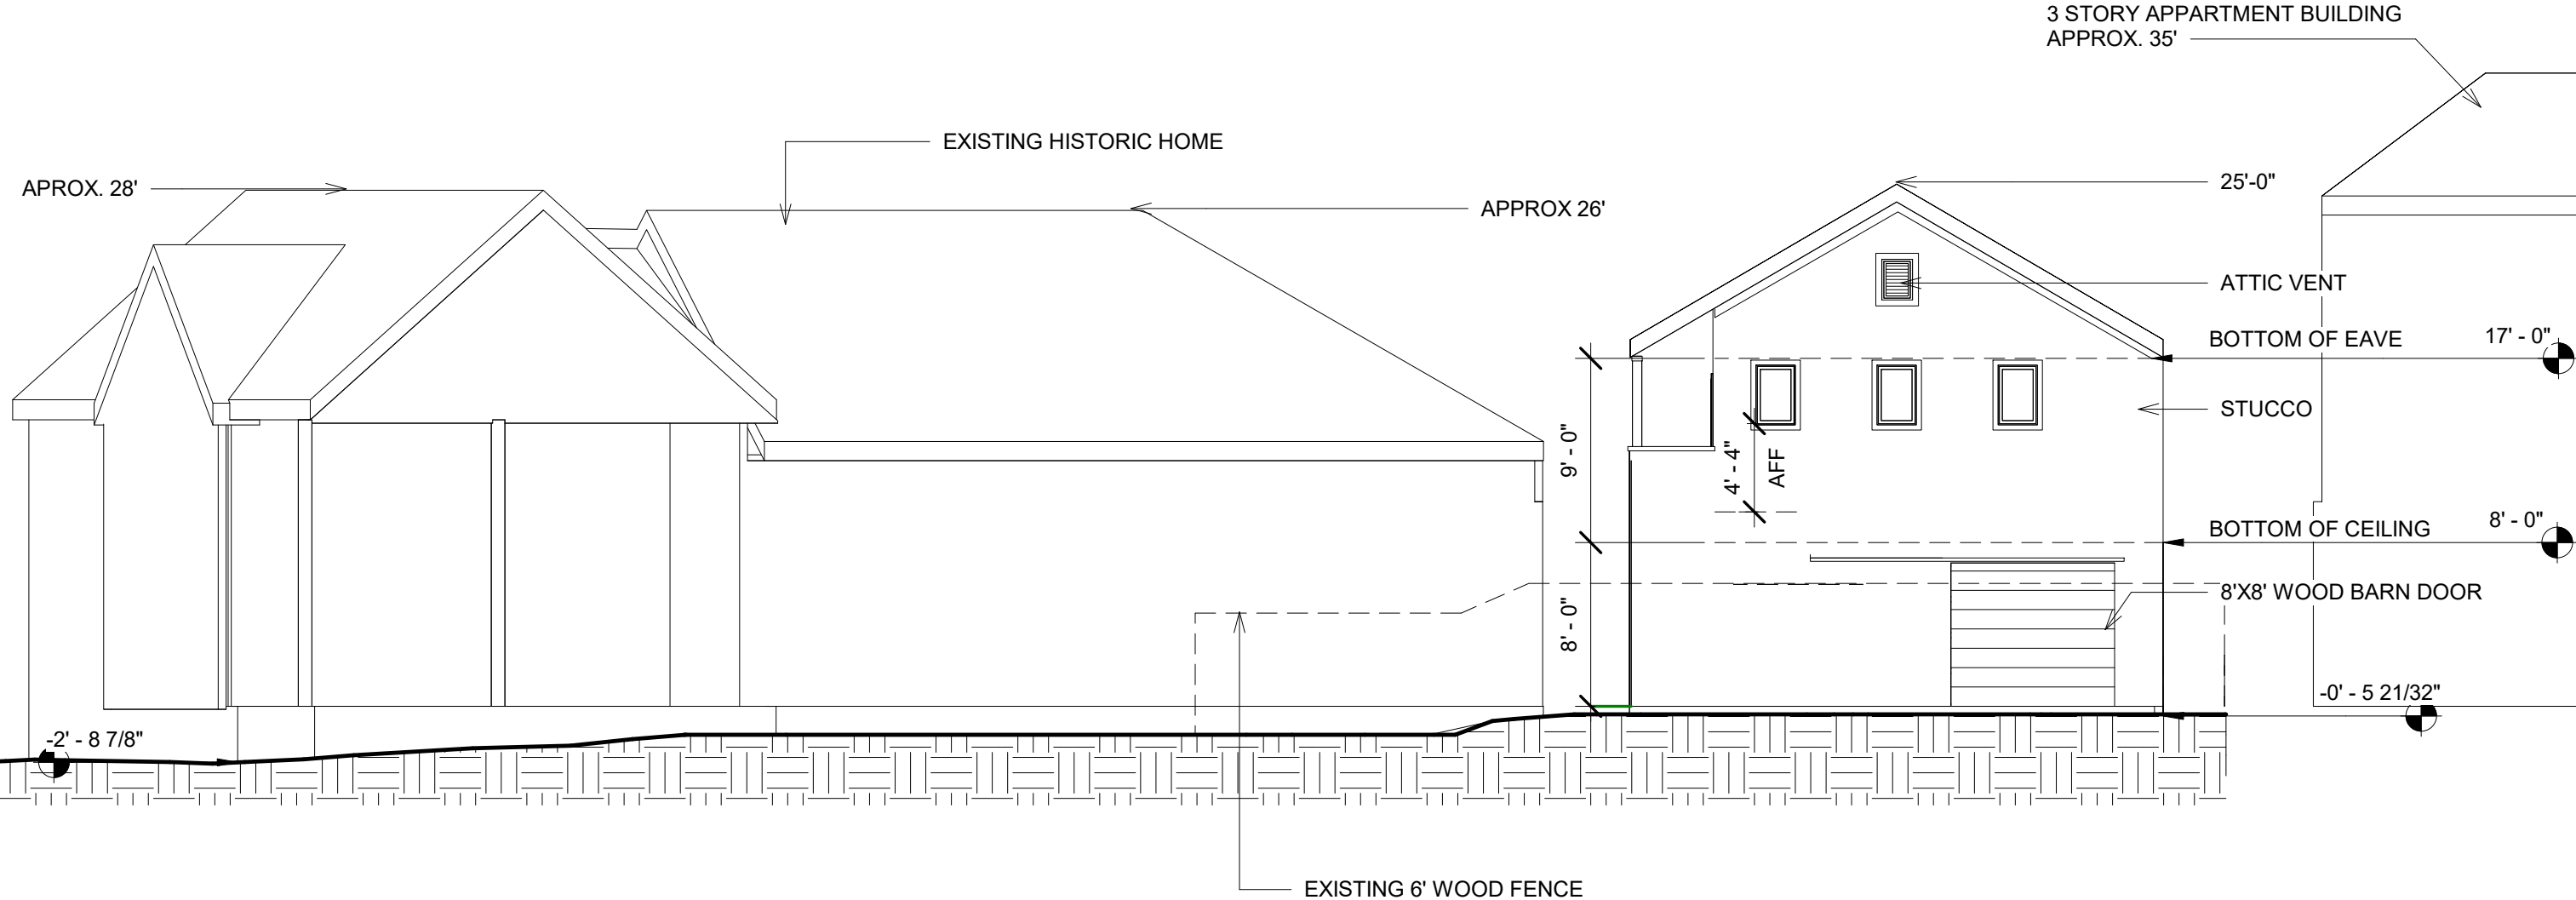 3 STORY APPARTMENT BUILDING
APPROX. 35'
EXISTING HISTORIC HOME
APROX. 28'
APPROX 26'
25'-0"
ATTIC VENT
BOTTOM OF EAVE
17' - 0"
STUCCO
9' - 0"
4' - 4"
AFF
BOTTOM OF CEILING
8' - 0"
8'X8' WOOD BARN DOOR
8' - 0"
-0' - 5 21/32"
-2' - 8 7/8"
EXISTING 6' WOOD FENCE